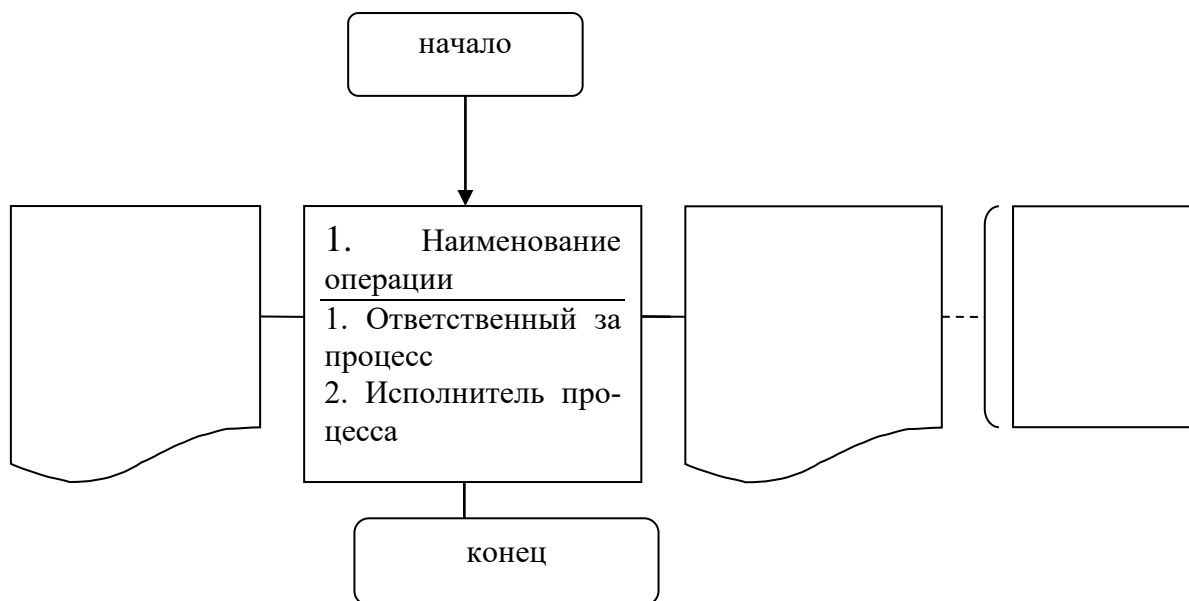 начало
1. Наименование
операции
1. Ответственный за
процесс
2. Исполнитель про-
цесса
конец